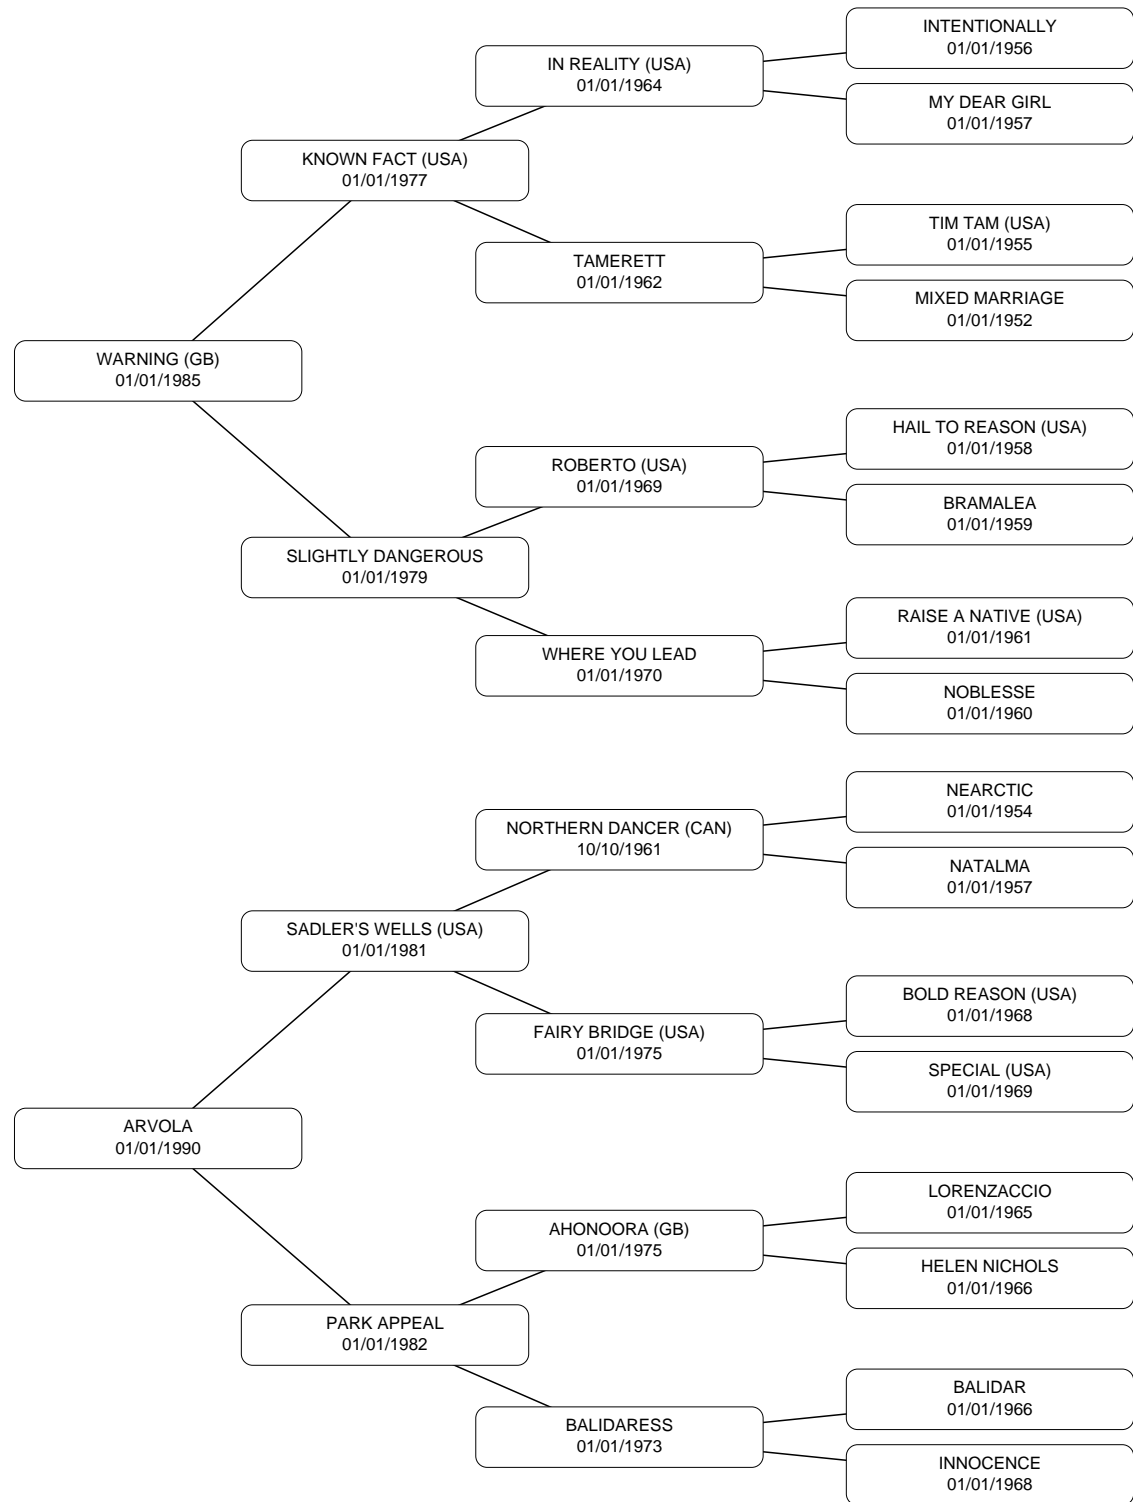 INTENTIONALLY
01/01/1956
IN REALITY (USA)
01/01/1964
MY DEAR GIRL
01/01/1957
KNOWN FACT (USA)
01/01/1977
TIM TAM (USA)
01/01/1955
TAMERETT
01/01/1962
MIXED MARRIAGE
01/01/1952
WARNING (GB)
01/01/1985
HAIL TO REASON (USA)
01/01/1958
ROBERTO (USA)
01/01/1969
BRAMALEA
01/01/1959
SLIGHTLY DANGEROUS
01/01/1979
RAISE A NATIVE (USA)
01/01/1961
WHERE YOU LEAD
01/01/1970
NOBLESSE
01/01/1960
NEARCTIC
01/01/1954
NORTHERN DANCER (CAN)
10/10/1961
NATALMA
01/01/1957
SADLER'S WELLS (USA)
01/01/1981
BOLD REASON (USA)
01/01/1968
FAIRY BRIDGE (USA)
01/01/1975
SPECIAL (USA)
01/01/1969
ARVOLA
01/01/1990
LORENZACCIO
01/01/1965
AHONOORA (GB)
01/01/1975
HELEN NICHOLS
01/01/1966
PARK APPEAL
01/01/1982
BALIDAR
01/01/1966
BALIDARESS
01/01/1973
INNOCENCE
01/01/1968